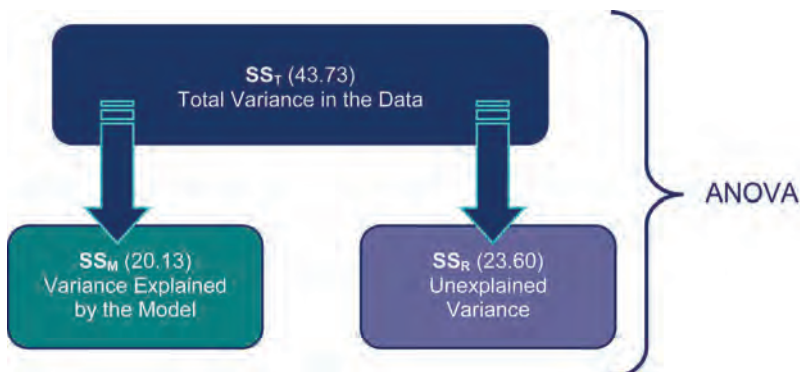 SST (43.73)
Total Variance in the Data
ANOVA
SSM (20.13)
Variance Explained
by the Model
SSR (23.60)
Unexplained
Variance